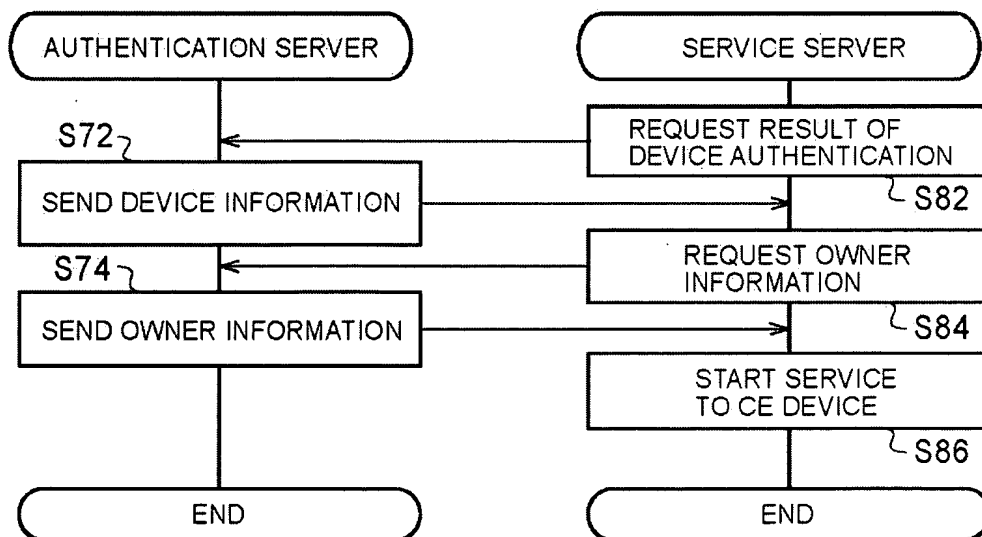 AUTHENTICATION SERVER
SERVICE SERVER
REQUEST RESULT OF
DEVICE AUTHENTICATION
S82
S72
SEND DEVICE INFORMATION
REQUEST OWNER
INFORMATION
S84
S74
SEND OWNER INFORMATION
START SERVICE
TO CE DEVICE
S86
END
END